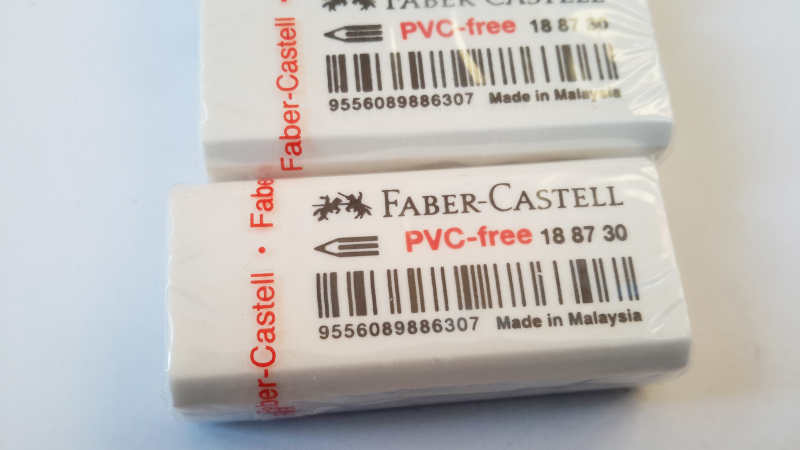 FABER-CASTELL
PVC-free 18 87 30
9556089886307 Made in Malaysia
Faber-Castell
FABER-CASTELL
PVC-free 18 87 30
9556089886307 Made in Malaysia
Faber-Castell •